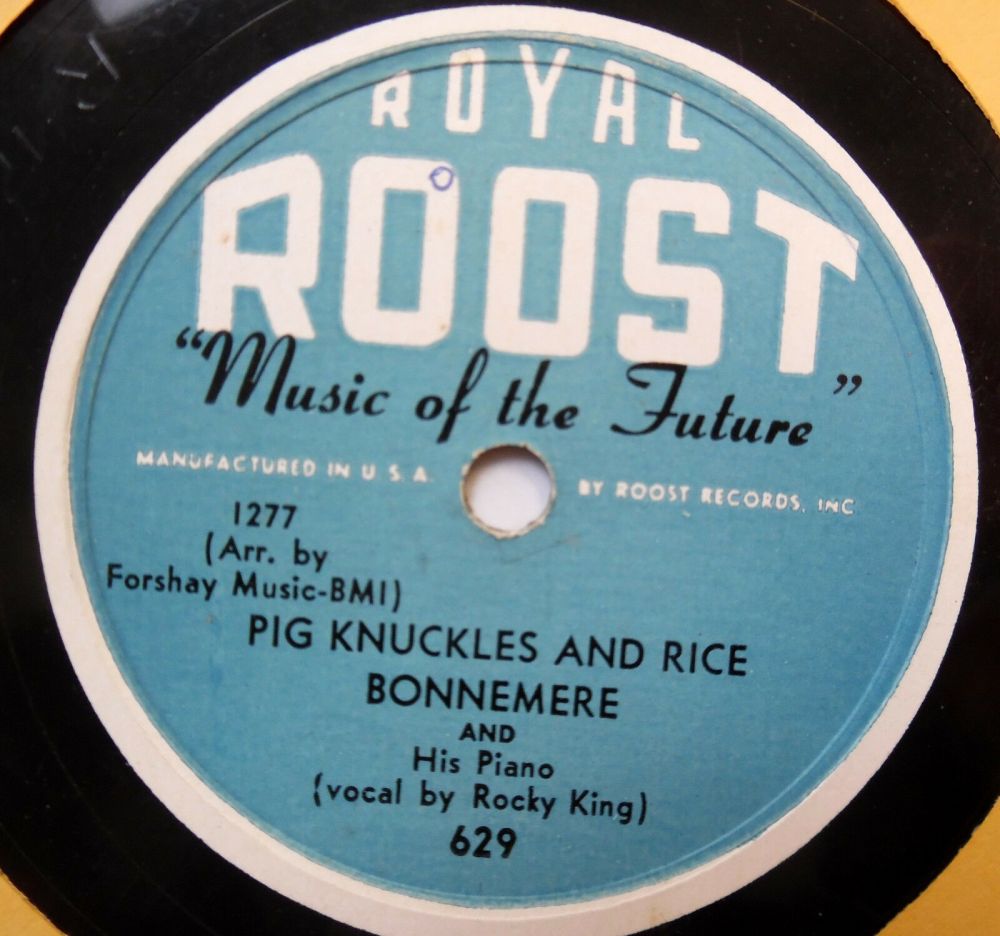 ROYAL
ROOST
"Music of the Future"
MANUFACTURED IN U.S.A. BY ROOST RECORDS, INC
1277
(Arr. by
Forshay Music-BMI)
PIG KNUCKLES AND RICE
BONNEMERE
AND
His Piano
(vocal by Rocky King)
629